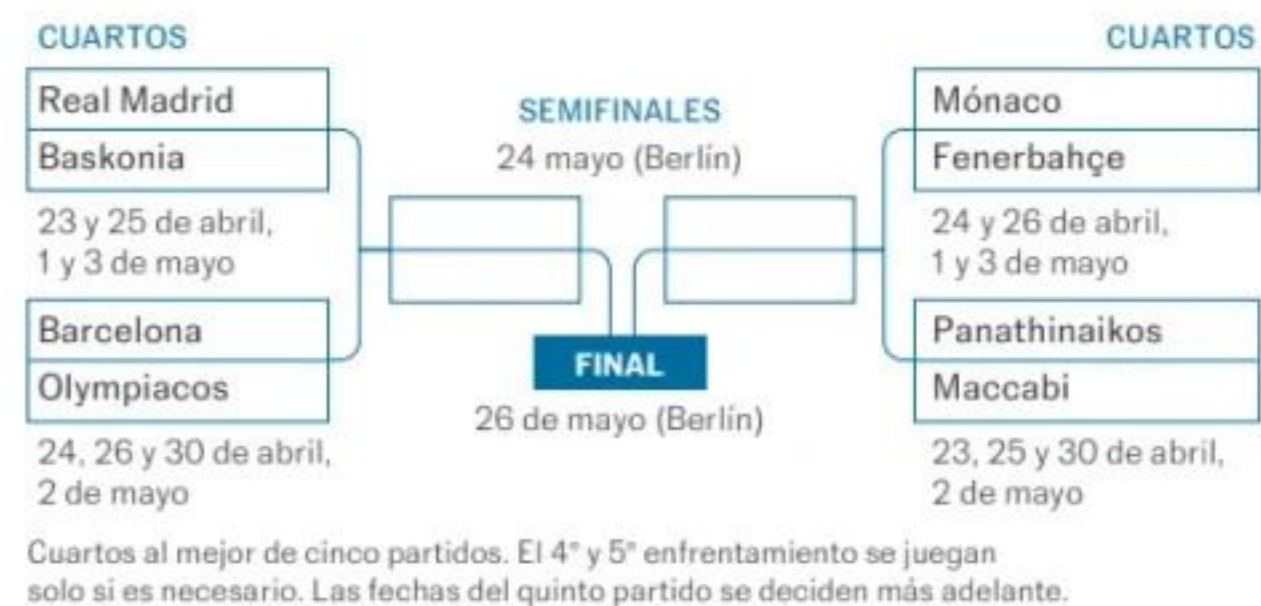 CUARTOS
Real Madrid
Baskonia
23 y 25 de abril,
1 y 3 de mayo
Barcelona
Olympiacos
24, 26 y 30 de abril,
2 de mayo
SEMIFINALES
24 mayo (Berlín)
FINAL
26 de mayo (Berlín)
CUARTOS
Mónaco
Fenerbahçe
24 y 26 de abril,
1 y 3 de mayo
Panathinaikos
Maccabi
23, 25 y 30 de abril,
2 de mayo
Cuartos al mejor de cinco partidos. El 4º y 5º enfrentamiento se juegan
solo si es necesario. Las fechas del quinto partido se deciden más adelante.